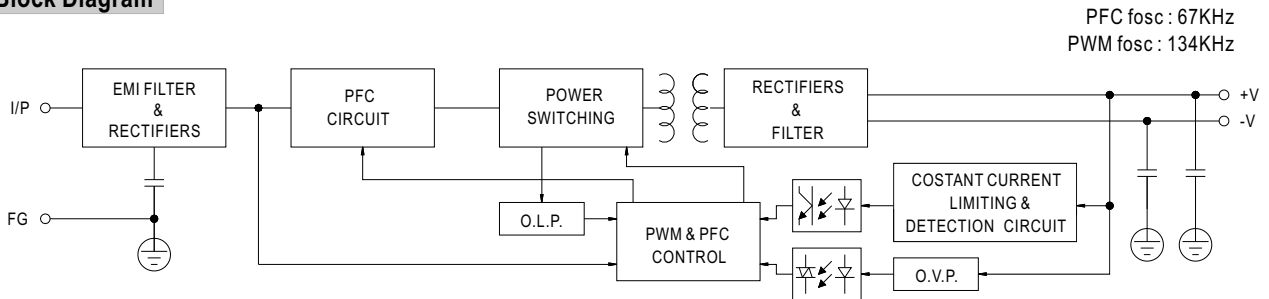 Block Diagram
PFC fosc : 67KHz
PWM fosc : 134KHz
I/P
EMI FILTER
&
RECTIFIERS
PFC
CIRCUIT
POWER
SWITCHING
RECTIFIERS
&
FILTER
+V
-V
FG
O.L.P.
PWM & PFC
CONTROL
COSTANT CURRENT
LIMITING &
DETECTION CIRCUIT
O.V.P.